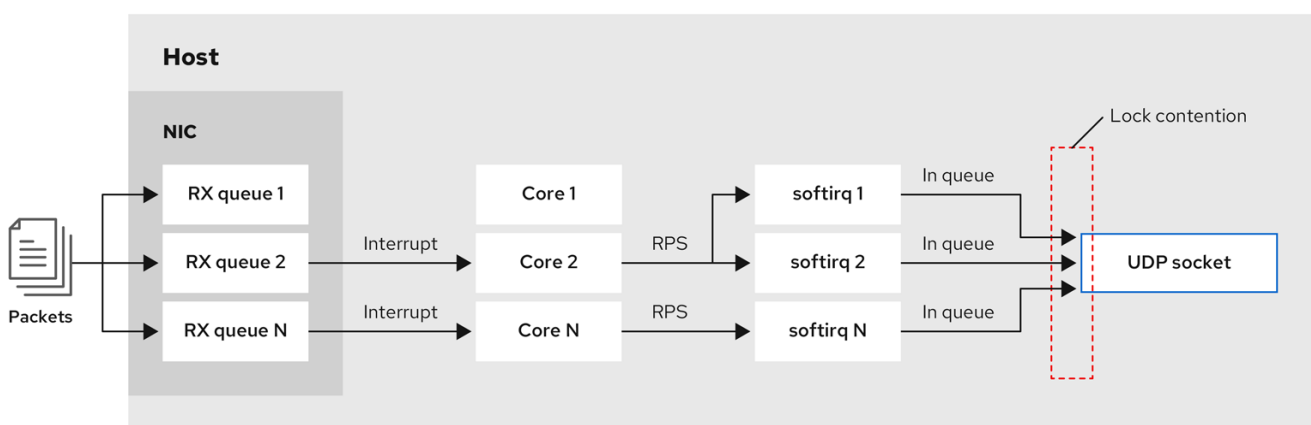 Host
NIC
Lock contention
RX queue 1
Core 1
softirq 1
In queue
Interrupt
RPS
In queue
RX queue 2
Core 2
softirq 2
UDP socket
Packets
Interrupt
RPS
In queue
RX queue N
Core N
softirq N